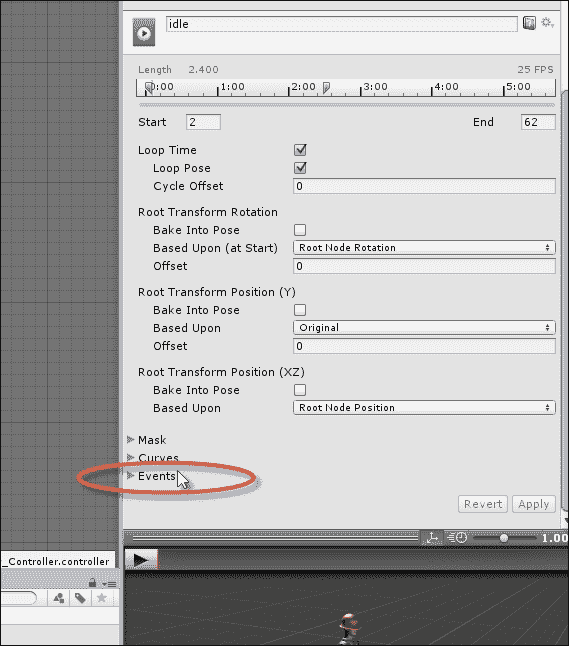 idle
Length 2.400 25 FPS
0:00 1:00 2:00 3:00 4:00 5:00
Start 2 End 62
Loop Time
Loop Pose
Cycle Offset 0
Root Transform Rotation
Bake Into Pose
Based Upon (at Start) Root Node Rotation
Offset 0
Root Transform Position (Y)
Bake Into Pose
Based Upon Original
Offset 0
Root Transform Position (XZ)
Bake Into Pose
Based Upon Root Node Position
Mask
Curves
Events
Revert Apply
1.00
_Controller.controller